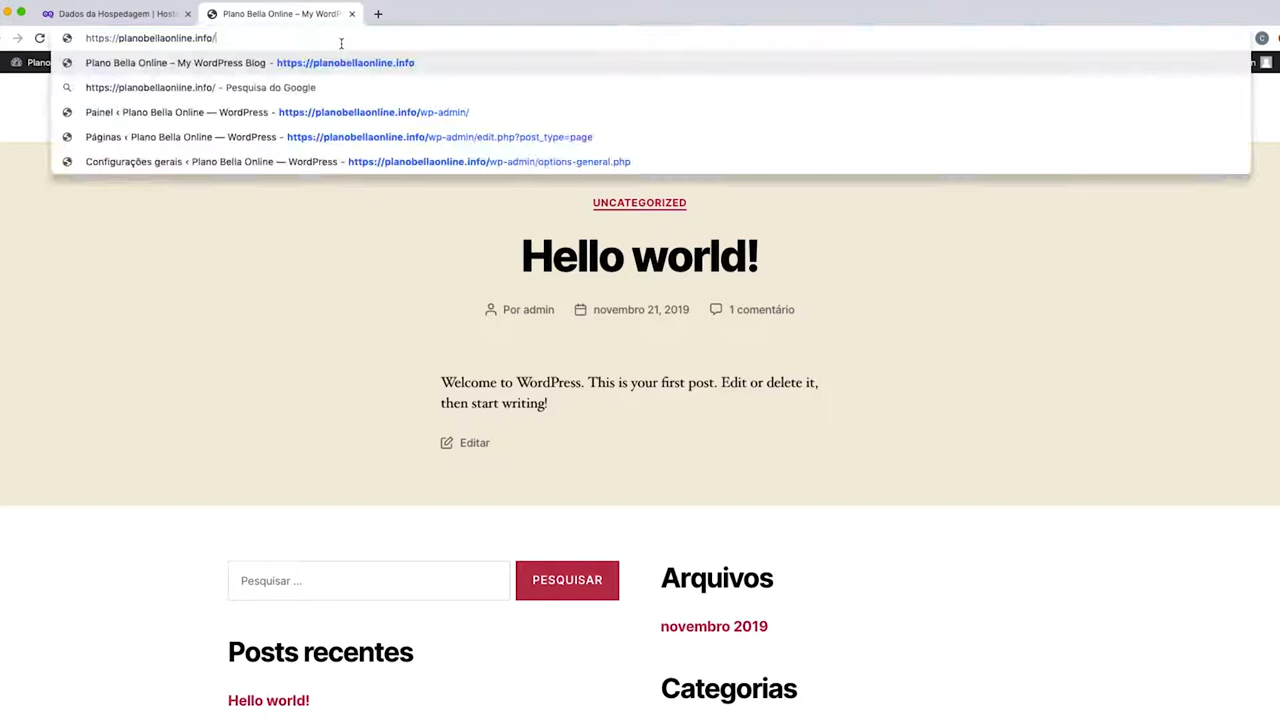 Dados da Hospedagem | Host
Plano Bella Online – My WordP
https://planobellaonline.info/
Plano
Plano Bella Online – My WordPress Blog - https://planobellaonline.info
https://planobellaonline.info/ - Pesquisa do Google
Painel ‹ Plano Bella Online — WordPress - https://planobellaonline.info/wp-admin/
Páginas ‹ Plano Bella Online — WordPress - https://planobellaonline.info/wp-admin/edit.php?post_type=page
Configurações gerais ‹ Plano Bella Online — WordPress - https://planobellaonline.info/wp-admin/options-general.php
UNCATEGORIZED
Hello world!
Por admin novembro 21, 2019 1 comentário
Welcome to WordPress. This is your first post. Edit or delete it,
then start writing!
Editar
Pesquisar …
PESQUISAR
Arquivos
novembro 2019
Posts recentes
Categorias
Hello world!